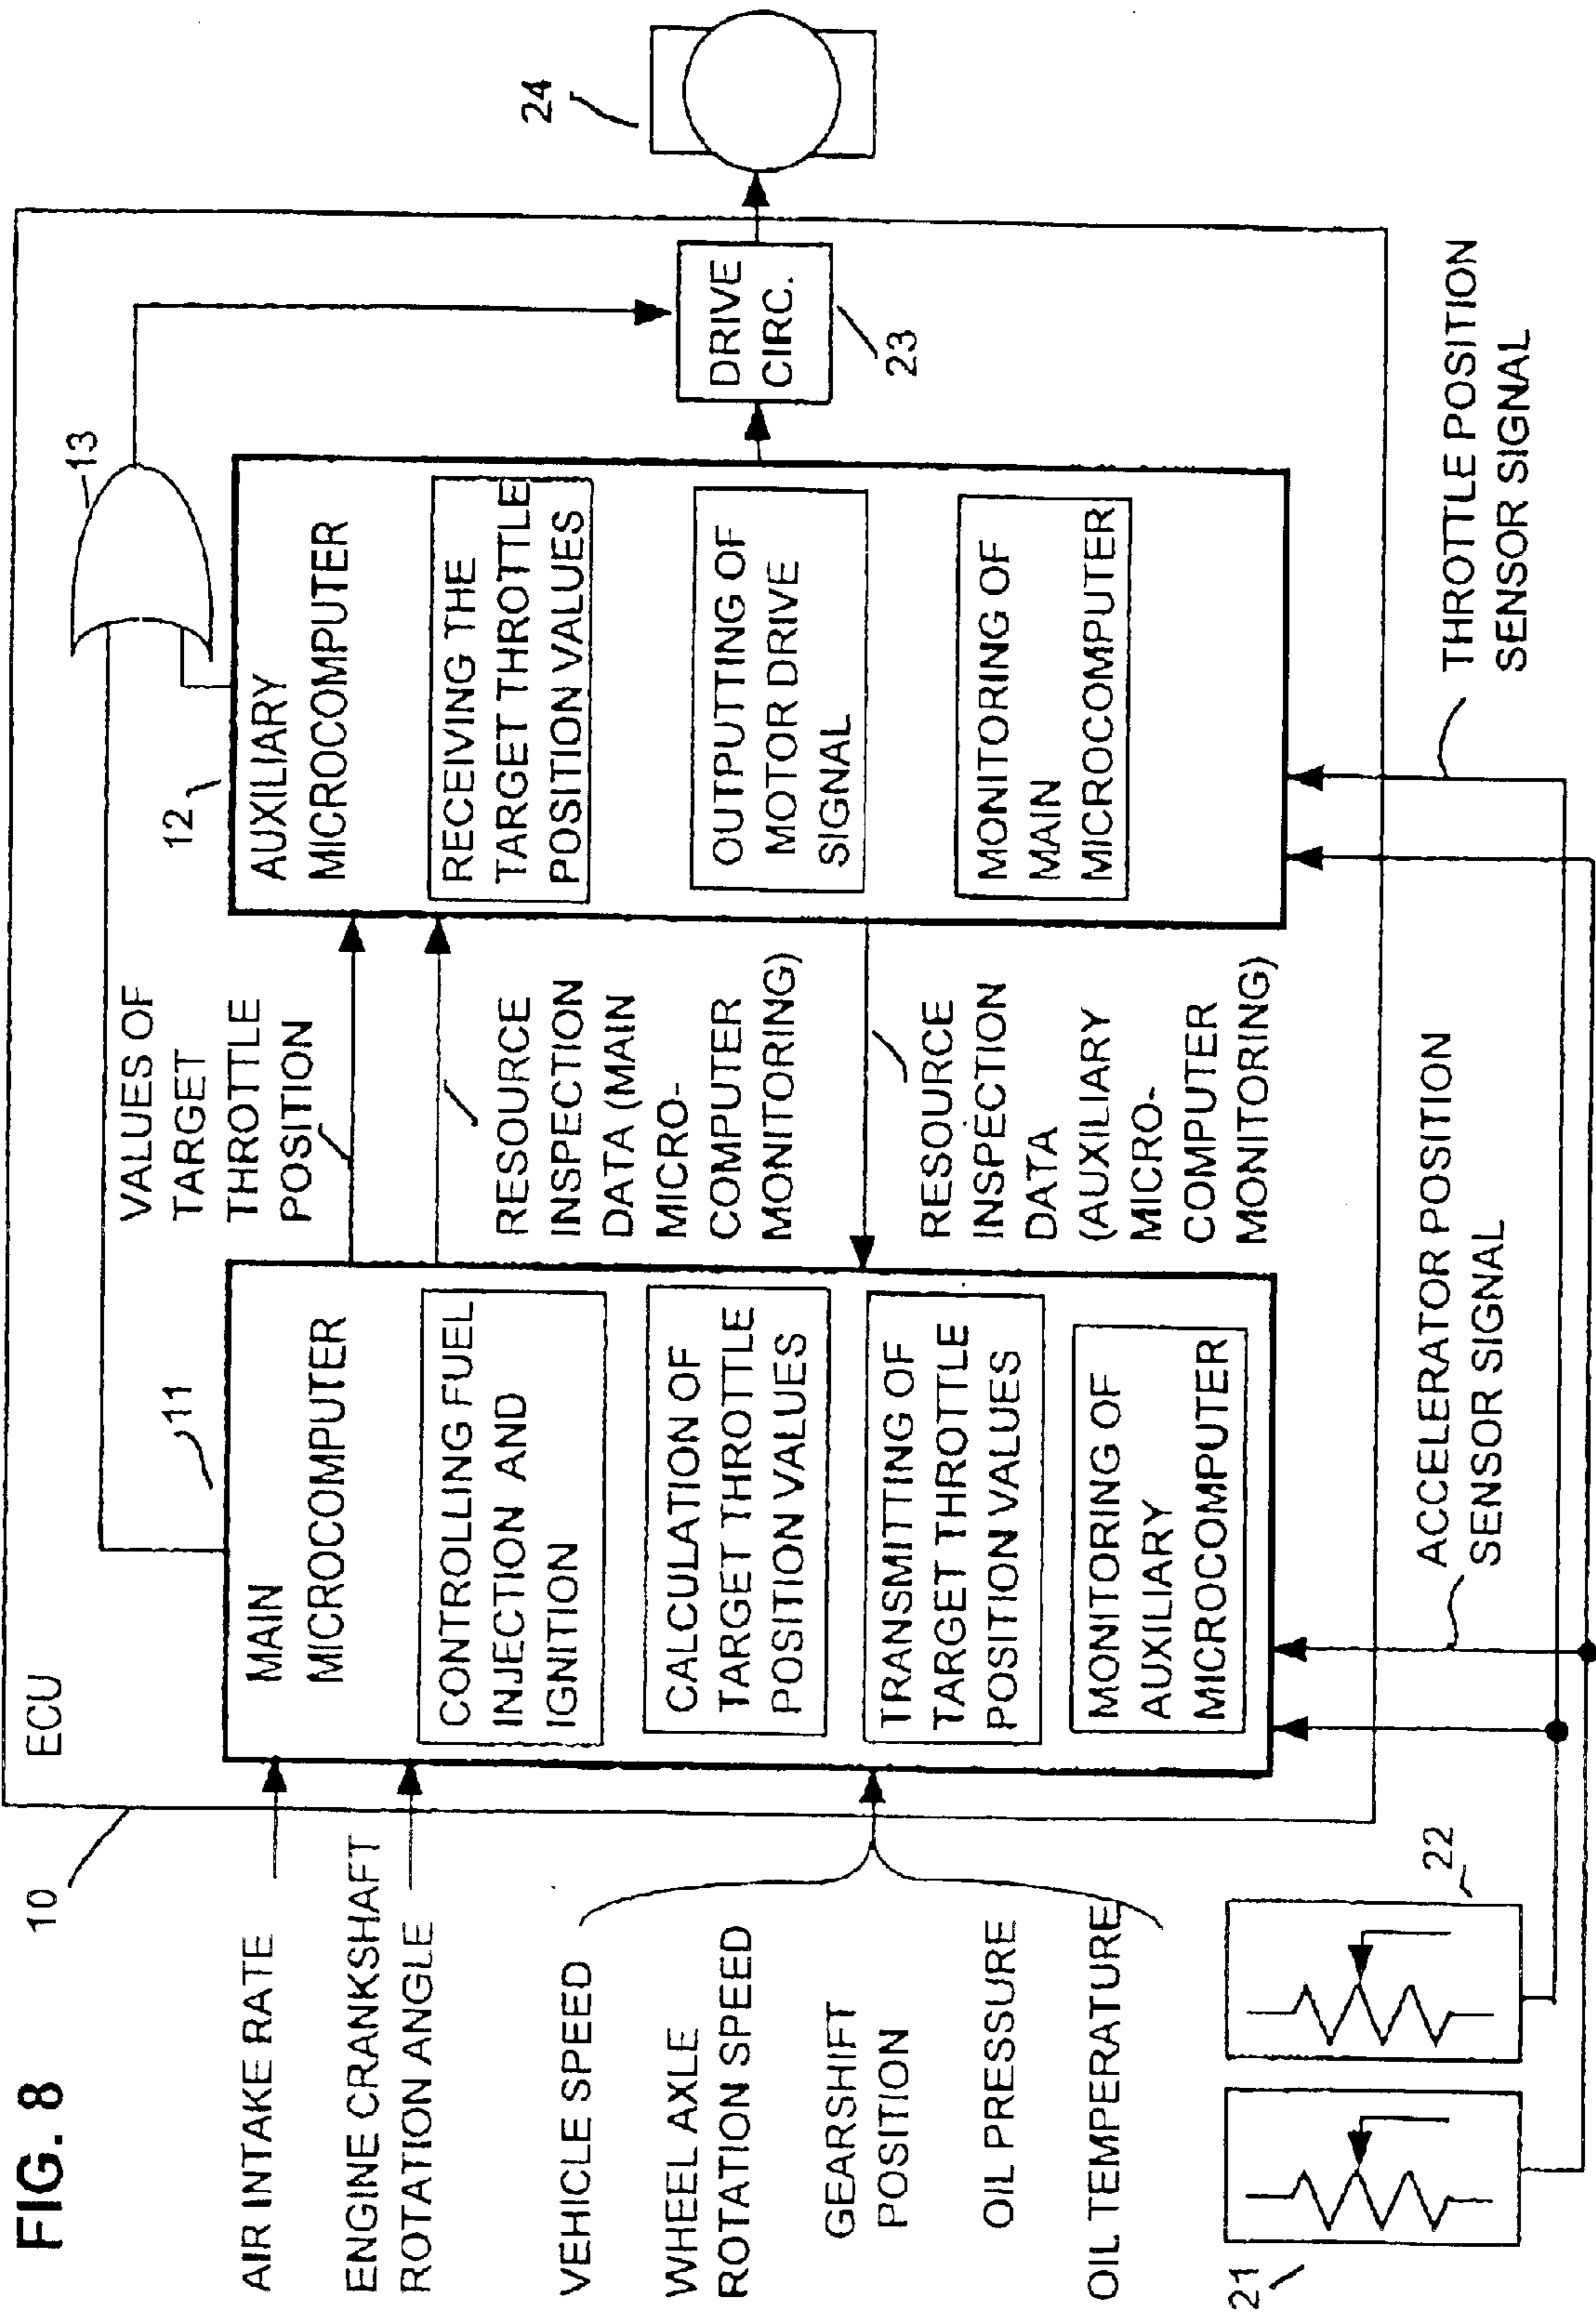 FIG. 8
AIR INTAKE RATE
ENGINE CRANKSHAFT
ROTATION ANGLE
VEHICLE SPEED
WHEEL AXLE
ROTATION SPEED
GEARSHIFT
POSITION
OIL PRESSURE
OIL TEMPERATURE
21
22
10
ECU
11
MAIN
MICROCOMPUTER
CONTROLLING FUEL
INJECTION AND
IGNITION
CALCULATION OF
TARGET THROTTLE
POSITION VALUES
TRANSMITTING OF
TARGET THROTTLE
POSITION VALUES
MONITORING OF
AUXILIARY
MICROCOMPUTER
VALUES OF
TARGET
THROTTLE
POSITION
RESOURCE
INSPECTION
DATA (MAIN
MICRO-
COMPUTER
MONITORING)
RESOURCE
INSPECTION
DATA
(AUXILIARY
MICRO-
COMPUTER
MONITORING)
ACCELERATOR POSITION
SENSOR SIGNAL
12
AUXILIARY
MICROCOMPUTER
RECEIVING THE
TARGET THROTTLE
POSITION VALUES
OUTPUTTING OF
MOTOR DRIVE
SIGNAL
MONITORING OF
MAIN
MICROCOMPUTER
13
DRIVE
CIRC.
23
24
THROTTLE POSITION
SENSOR SIGNAL